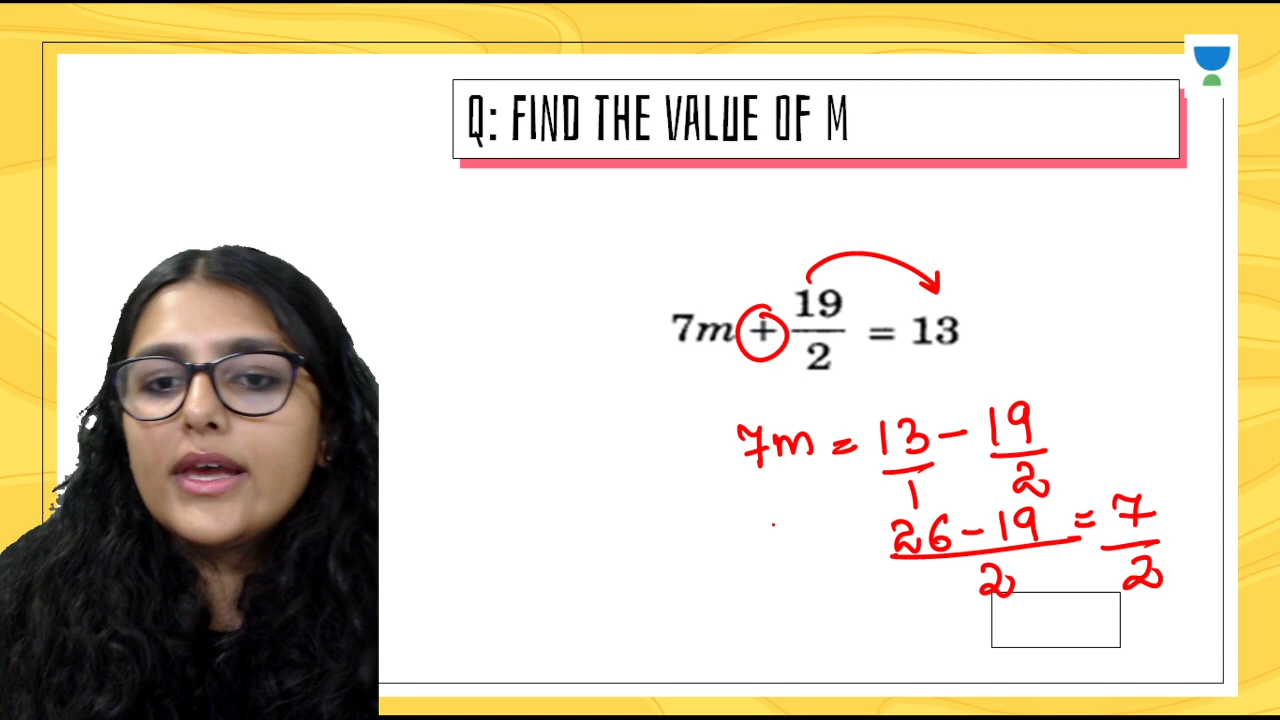 Q: FIND THE VALUE OF M
7m + 19/2 = 13
7m = 13/1 - 19/2
26 - 19/2 = 7/2